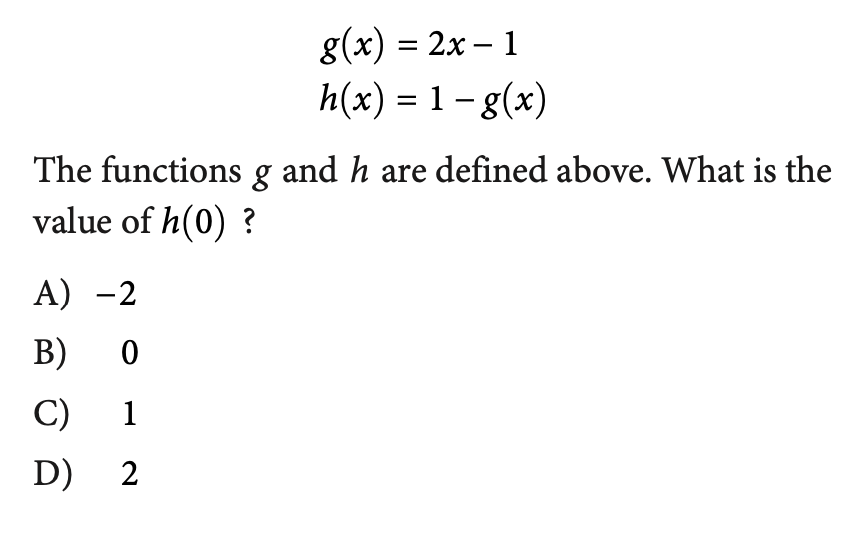 g(x) = 2x – 1
h(x) = 1 – g(x)
The functions g and h are defined above. What is the
value of h(0) ?
A) –2
B) 0
C) 1
D) 2